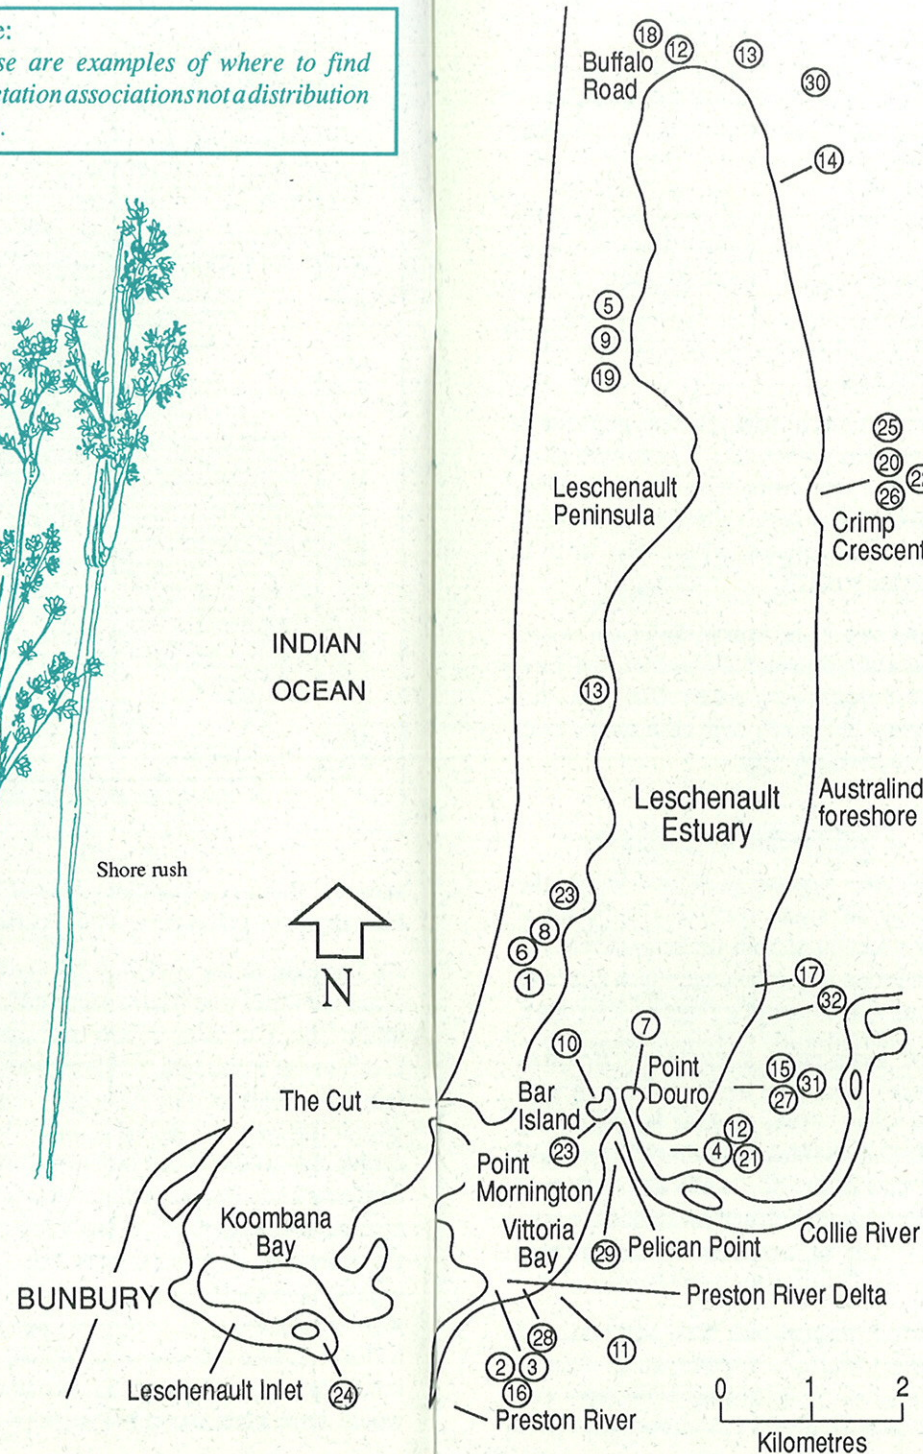 se are examples of where to find
etation associations not a distribution
Shore rush
INDIAN
OCEAN
N
The Cut
Koombana
Bay
BUNBURY
Leschenault Inlet
24
18
12
13
30
Buffalo
Road
14
5
9
19
25
20
26
Leschenault
Peninsula
Crimp
Crescent
13
Leschenault
Estuary
Australind
foreshore
23
8
6
1
17
32
7
10
Point
Douro
15
31
27
Bar
Island
23
12
4
21
Point
Mornington
Vittoria
Bay
29
Pelican Point
Collie River
Preston River Delta
28
11
2
3
16
Preston River
0 1 2
Kilometres